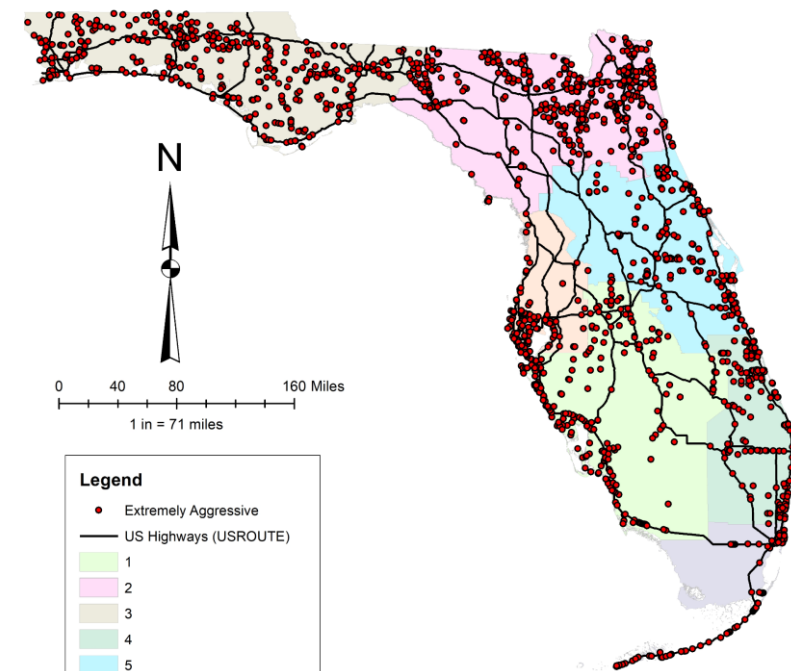 N
0 40 80 160 Miles
1 in = 71 miles
Legend
Extremely Aggressive
US Highways (USROUTE)
1
2
3
4
5